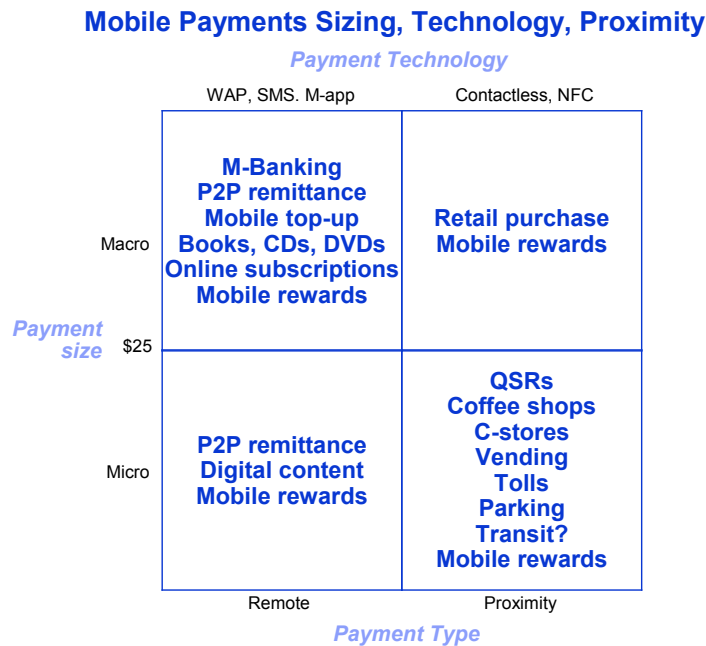 Mobile Payments Sizing, Technology, Proximity
Payment Technology
WAP, SMS. M-app
Contactless, NFC
M-Banking
P2P remittance
Mobile top-up
Books, CDs, DVDs
Online subscriptions
Mobile rewards
Retail purchase
Mobile rewards
Macro
Payment
size
$25
Micro
P2P remittance
Digital content
Mobile rewards
QSRs
Coffee shops
C-stores
Vending
Tolls
Parking
Transit?
Mobile rewards
Remote
Proximity
Payment Type